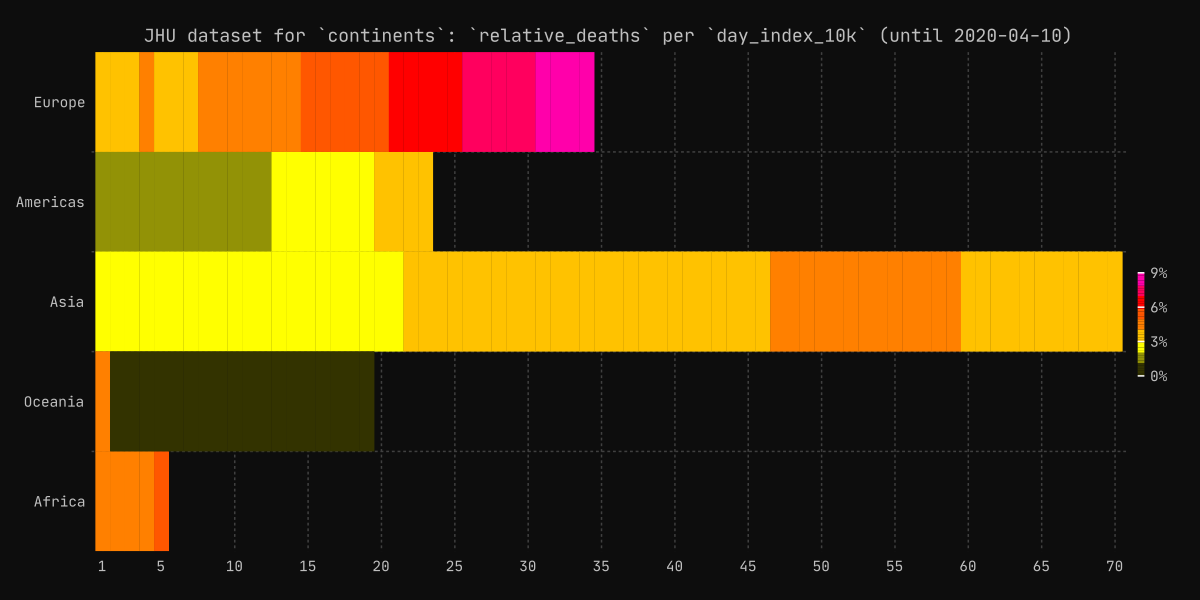 JHU dataset for `continents`: `relative_deaths` per `day_index_10k` (until 2020-04-10)
Europe
Americas
Asia
Oceania
Africa
9%
6%
3%
0%
1 5 10 15 20 25 30 35 40 45 50 55 60 65 70